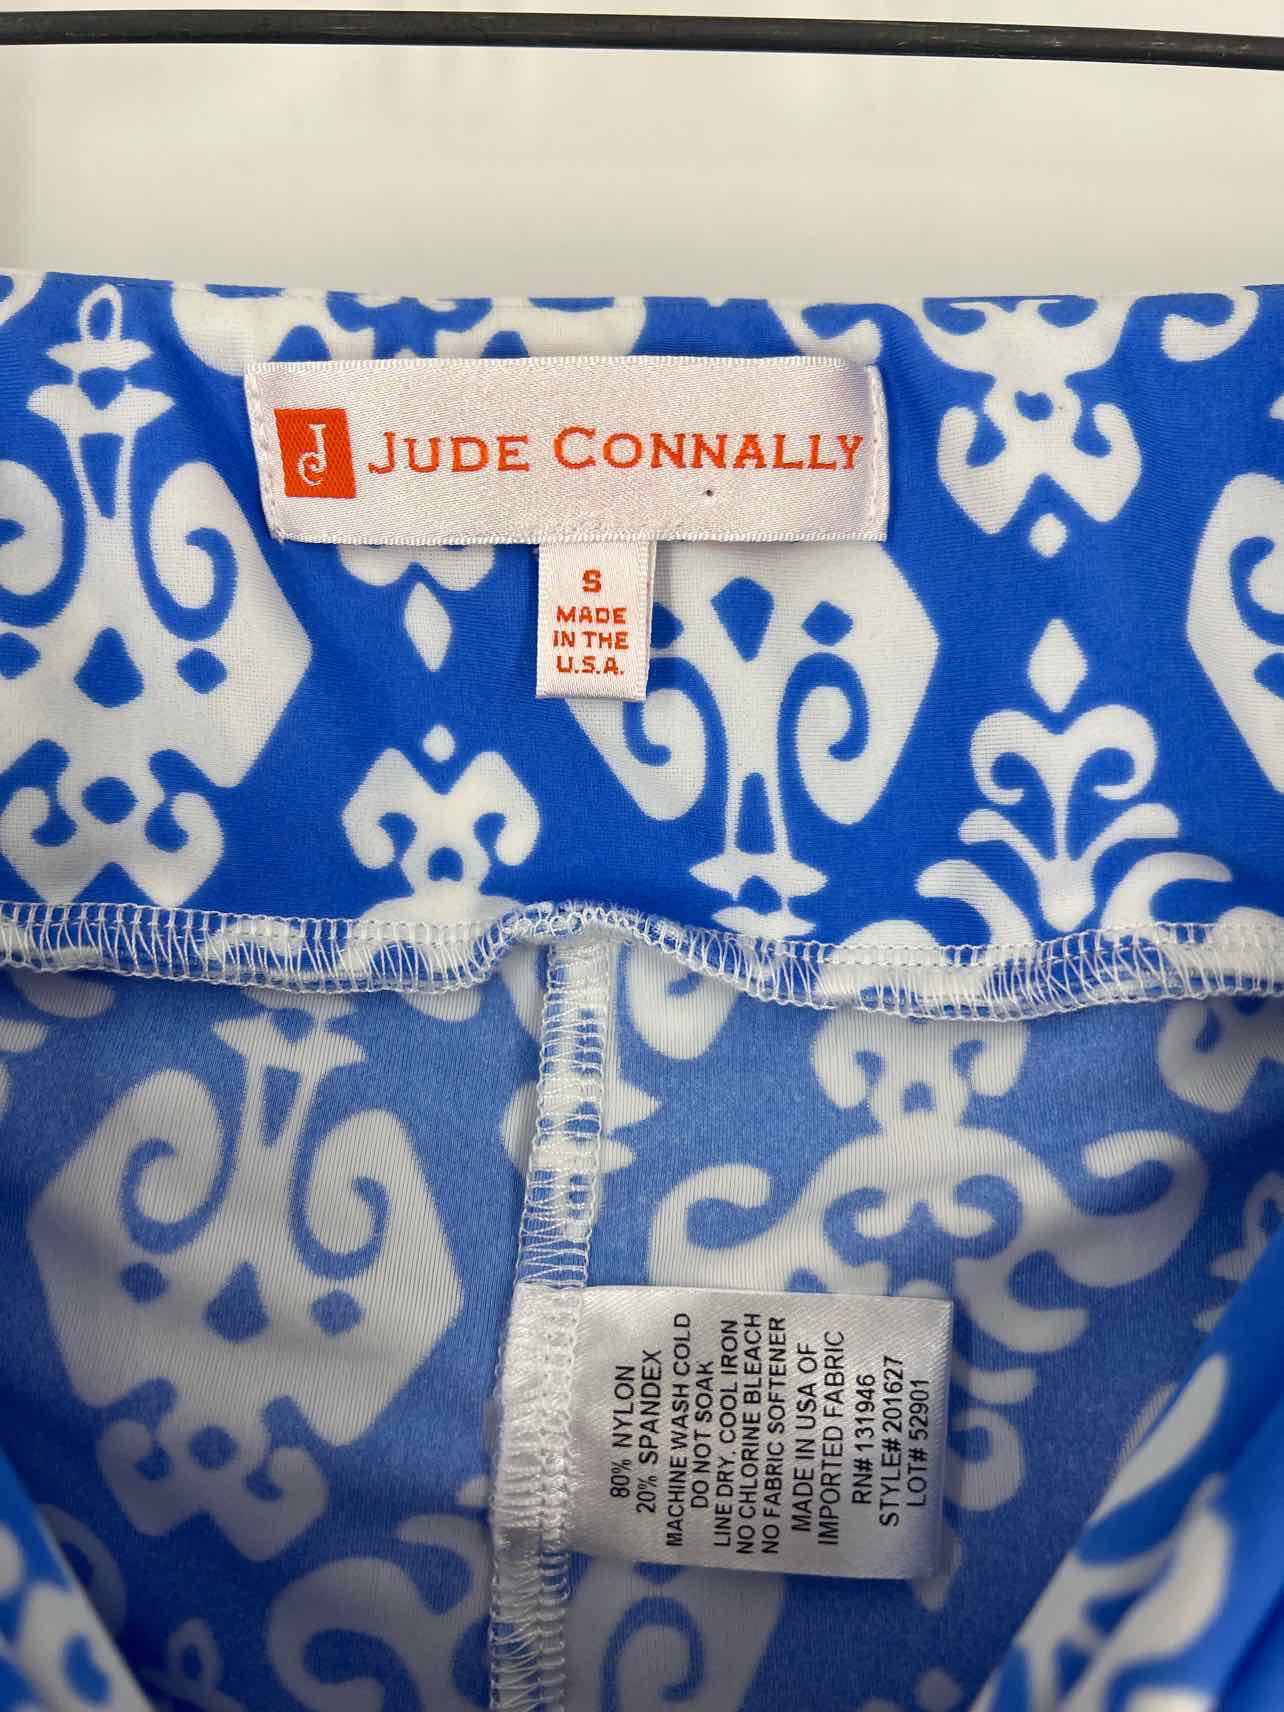 JC JUDE CONNALLY
S
MADE
IN THE
U.S.A.
80% NYLON
20% SPANDEX
MACHINE WASH COLD
DO NOT SOAK
LINE DRY. COOL IRON
NO CHLORINE BLEACH
NO FABRIC SOFTENER
MADE IN USA OF
IMPORTED FABRIC
RN# 131946
STYLE# 201627
LOT# 52901